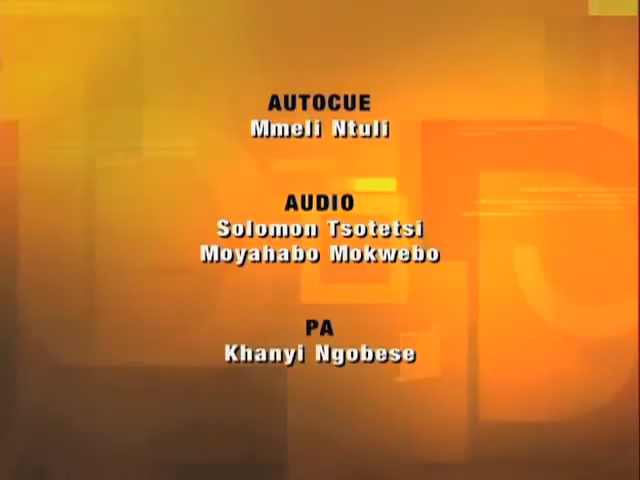 AUTOCUE
Mmeli Ntuli
AUDIO
Solomon Tsotetsi
Moyahabo Mokwebo
PA
Khanyi Ngobese